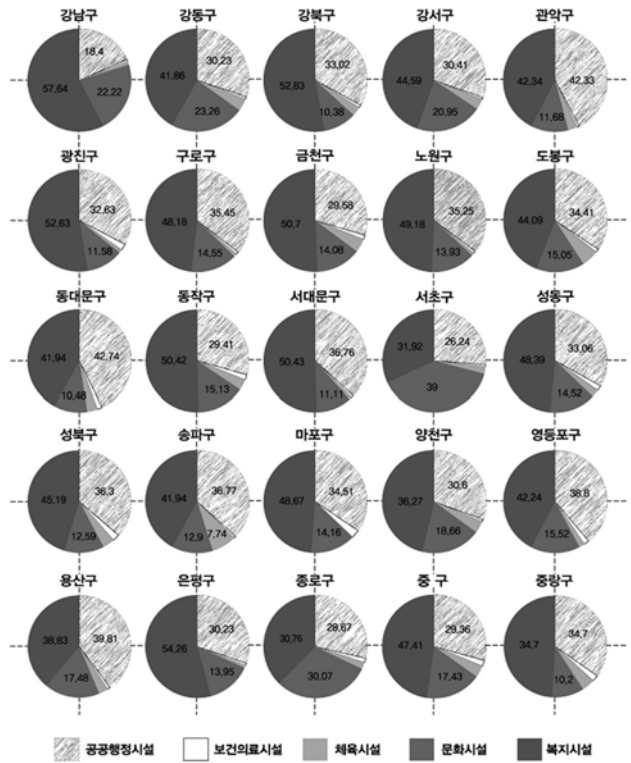 강남구 강동구 강북구 강서구 관악구
18,4 30,23 33,02 30,41 42,33
57,64 41,86 52,83 44,59 42,34
22,22 23,26 10,38 20,95 11,68
광진구 구로구 금천구 노원구 도봉구
32,63 35,45 29,58 35,25 34,41
52,63 48,18 50,7 49,18 44,09
11,58 14,55 14,08 13,93 15,05
동대문구 동작구 서대문구 서초구 성동구
42,74 29,41 36,76 26,24 33,06
41,94 50,42 50,43 31,92 48,39
10,48 15,13 11,11 39 14,52
성북구 송파구 마포구 양천구 영등포구
36,3 36,77 34,51 30,6 38,8
45,19 41,94 48,67 36,27 42,24
12,59 12,9 7,74 14,16 18,66 15,52
용산구 은평구 종로구 중 구 중랑구
39,81 30,23 28,67 29,36 34,7
38,83 54,26 30,76 47,41 34,7
17,48 13,95 30,07 17,43 10,2
공공행정시설 보건의료시설 체육시설 문화시설 복지시설